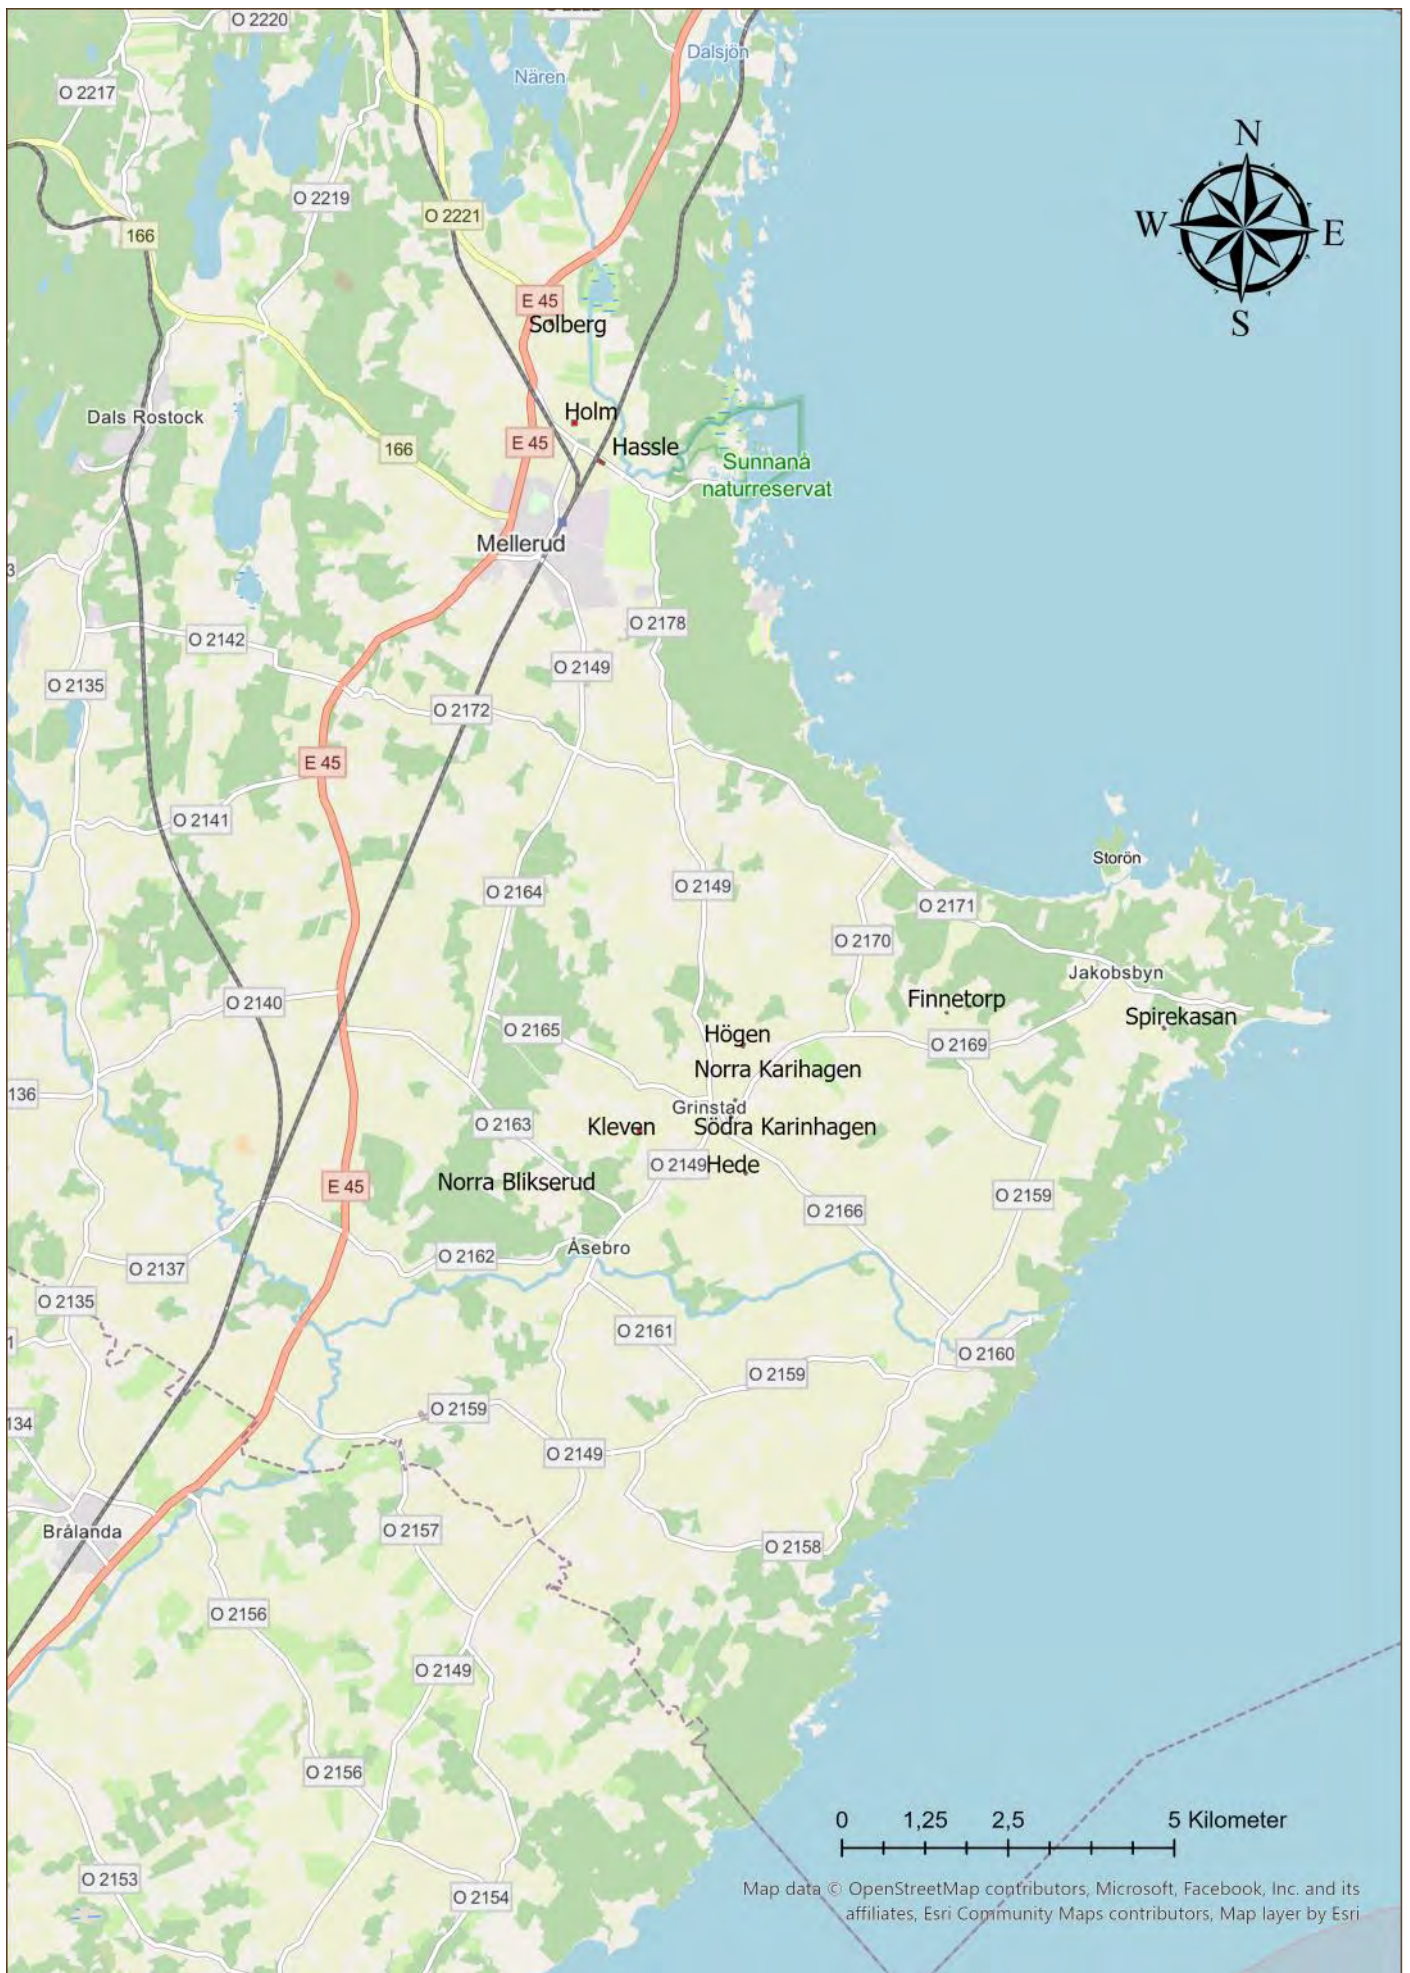 O 2220
Dalsjön
Nären
O 2217
N
O 2219
O 2221
W
E
166
E 45
S
Solberg
Holm
Dals Rostock
E 45
166
Hassle
Sunnanå
naturreservat
Mellerud
3
O 2178
O 2142
O 2149
O 2135
O 2172
E 45
O 2141
Storön
O 2164
O 2149
O 2171
O 2170
Jakobsbyn
Finnetorp
O 2140
Spirekasan
O 2165
Högen
O 2169
Norra Karihagen
136
Grinstad
O 2163
Kleven
Södra Karinhagen
O 2149
Hede
Norra Blikserud
E 45
O 2159
O 2166
Åsebro
O 2162
O 2137
O 2135
O 2161
1
O 2160
O 2159
O 2159
134
O 2149
Brålanda
O 2157
O 2158
O 2156
O 2149
O 2156
0 1,25 2,5 5 Kilometer
O 2153
Map data © OpenStreetMap contributors, Microsoft, Facebook, Inc. and its
O 2154
affiliates, Esri Community Maps contributors, Map layer by Esri